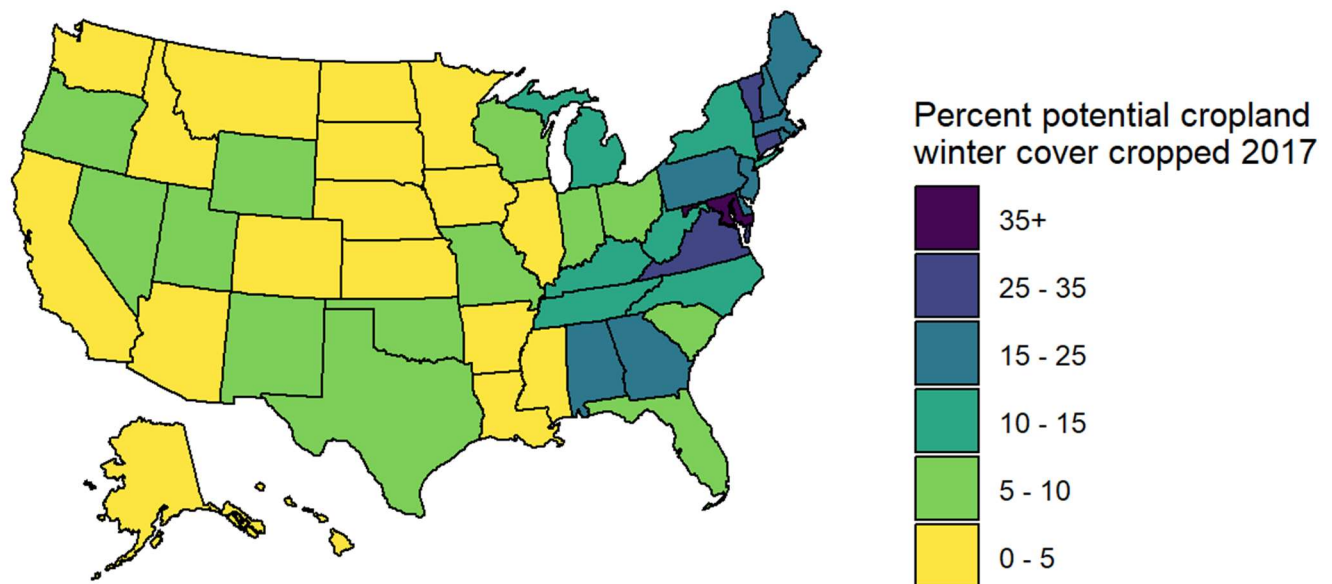 Percent potential cropland
winter cover cropped 2017
35+
25 - 35
15 - 25
10 - 15
5 - 10
0 - 5